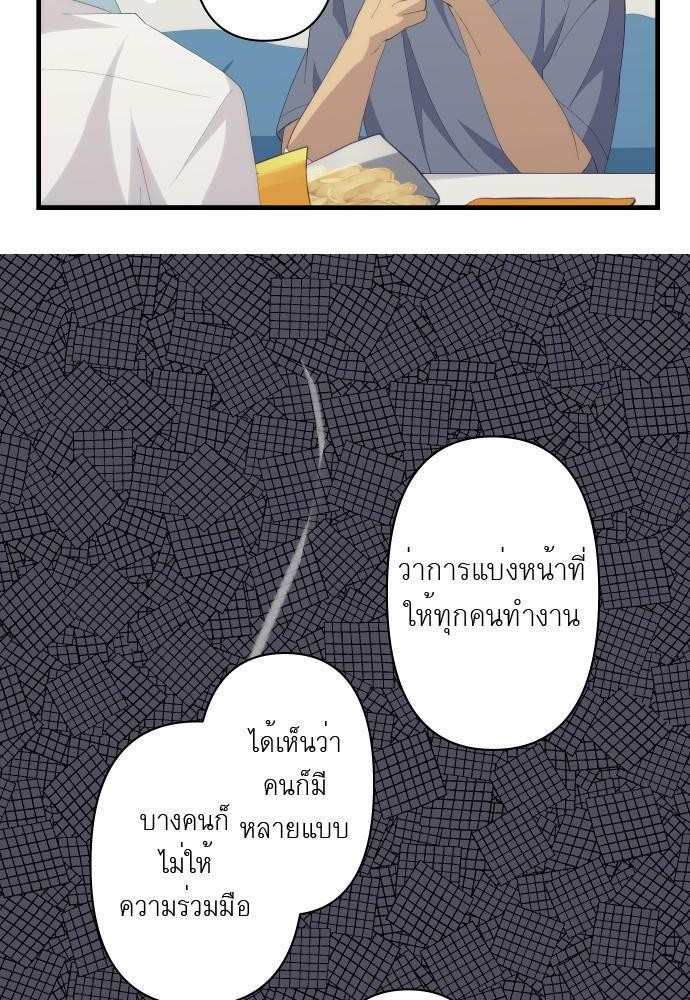 ว่าการแบ่งหน้าที่
ให้ทุกคนทำงาน
ได้เห็นว่า
คนก็มี
หลายแบบ
บางคนก็
ไม่ให้
ความร่วมมือ